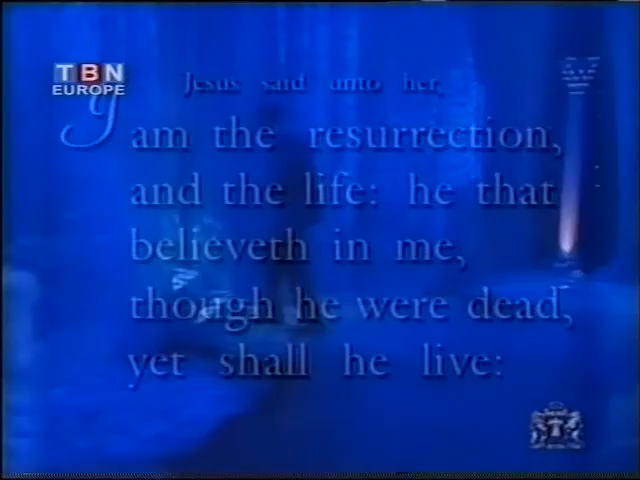 TBN
EUROPE
Jesus said unto her,
I am the resurrection,
and the life: he that
believeth in me,
though he were dead,
yet shall he live: